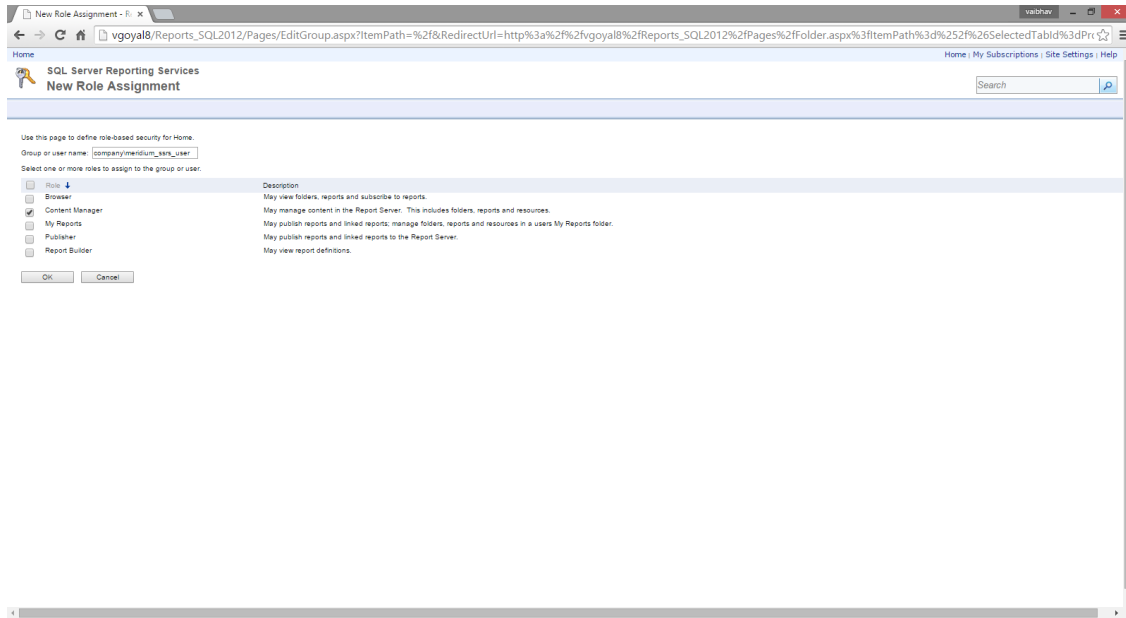 New Role Assignment - R
vaibhav
vgoyal8/Reports_SQL2012/Pages/EditGroup.aspx?ItemPath=%2f&RedirectUrl=http%3a%2f%2fvgoyal8%2fReports_SQL2012%2fPages%2fFolder.aspx%3fItemPath%3d%252f%26SelectedTabId%3dPro
Home
Home | My Subscriptions | Site Settings | Help
SQL Server Reporting Services
New Role Assignment
Search
Use this page to define role-based security for Home.
Group or user name: company\meridium_ssrs_user
Select one or more roles to assign to the group or user.
Role Description
Browser May view folders, reports and subscribe to reports.
Content Manager May manage content in the Report Server. This includes folders, reports and resources.
My Reports May publish reports and linked reports; manage folders, reports and resources in a users My Reports folder.
Publisher May publish reports and linked reports to the Report Server.
Report Builder May view report definitions.
OK Cancel